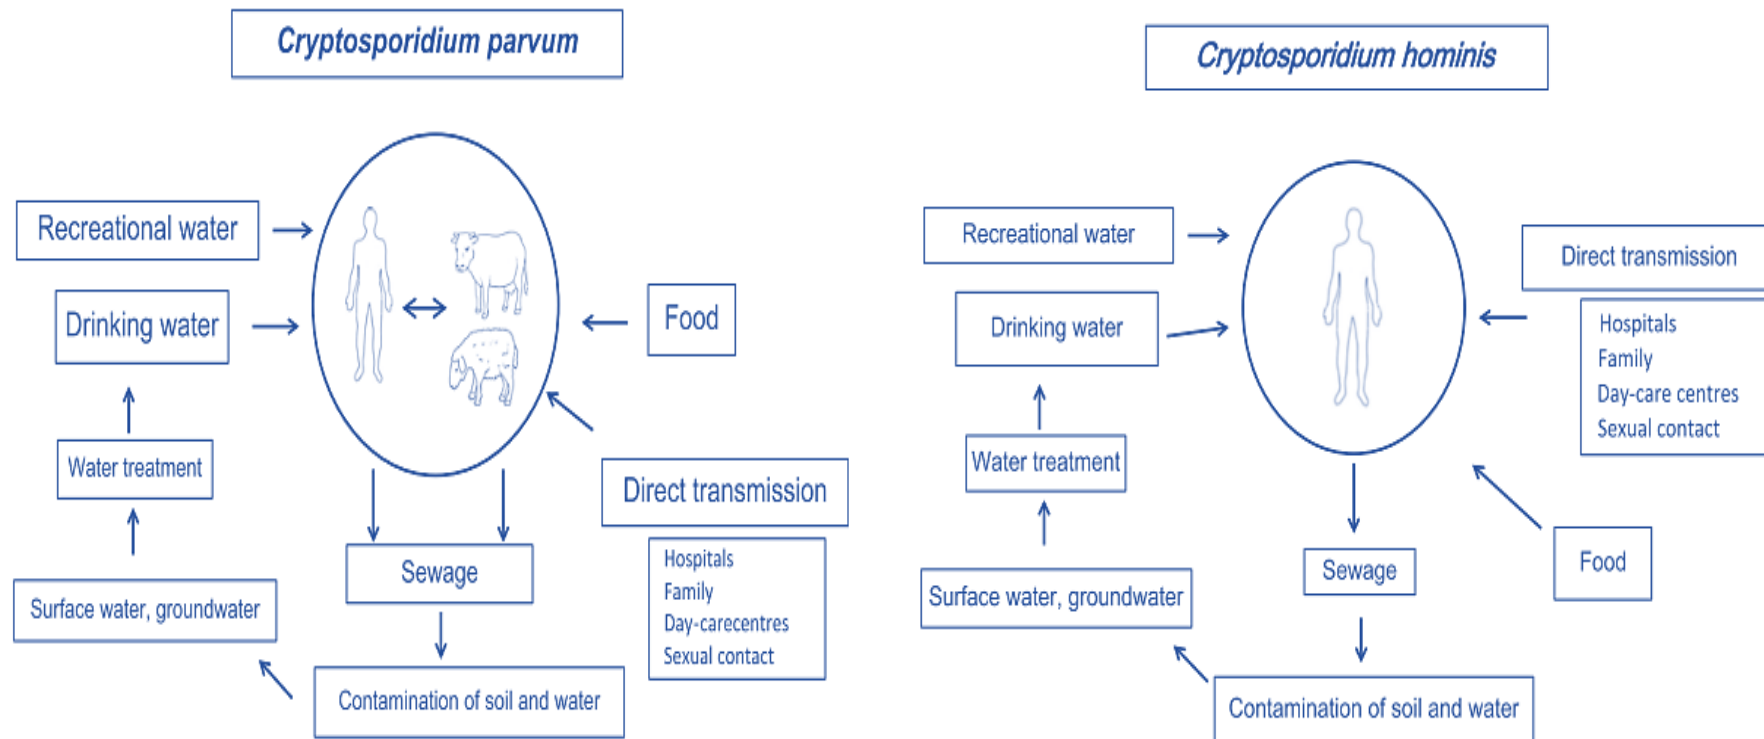 Cryptosporidium parvum
Recreational water
Drinking water
Food
Water treatment
Direct transmission
Hospitals
Family
Day-carecentres
Sexual contact
Sewage
Surface water, groundwater
Contamination of soil and water
Cryptosporidium hominis
Recreational water
Direct transmission
Hospitals
Family
Day-care centres
Sexual contact
Drinking water
Water treatment
Food
Sewage
Surface water, groundwater
Contamination of soil and water